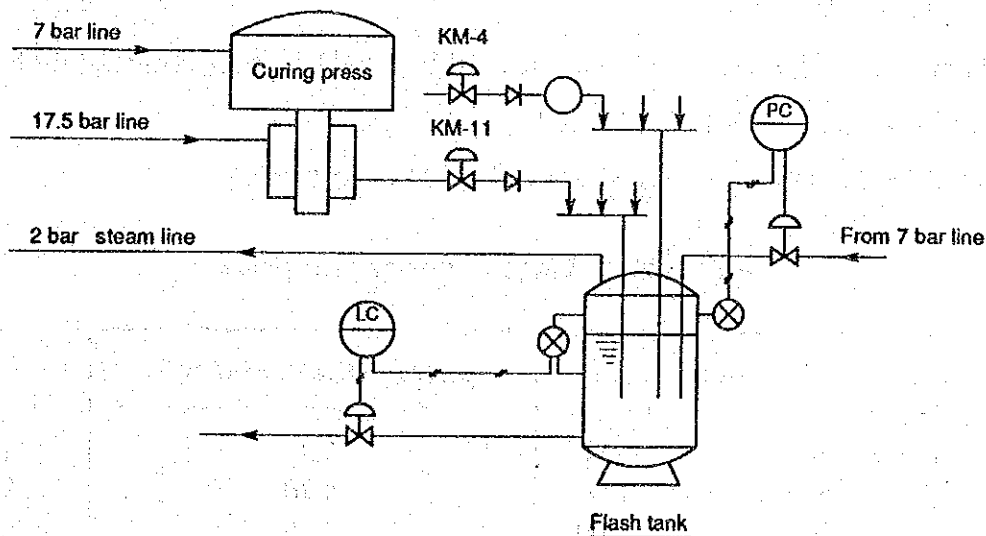 7 bar line
KM-4
Curing press
PC
17.5 bar line
KM-11
2 bar steam line
From 7 bar line
LC
Flash tank